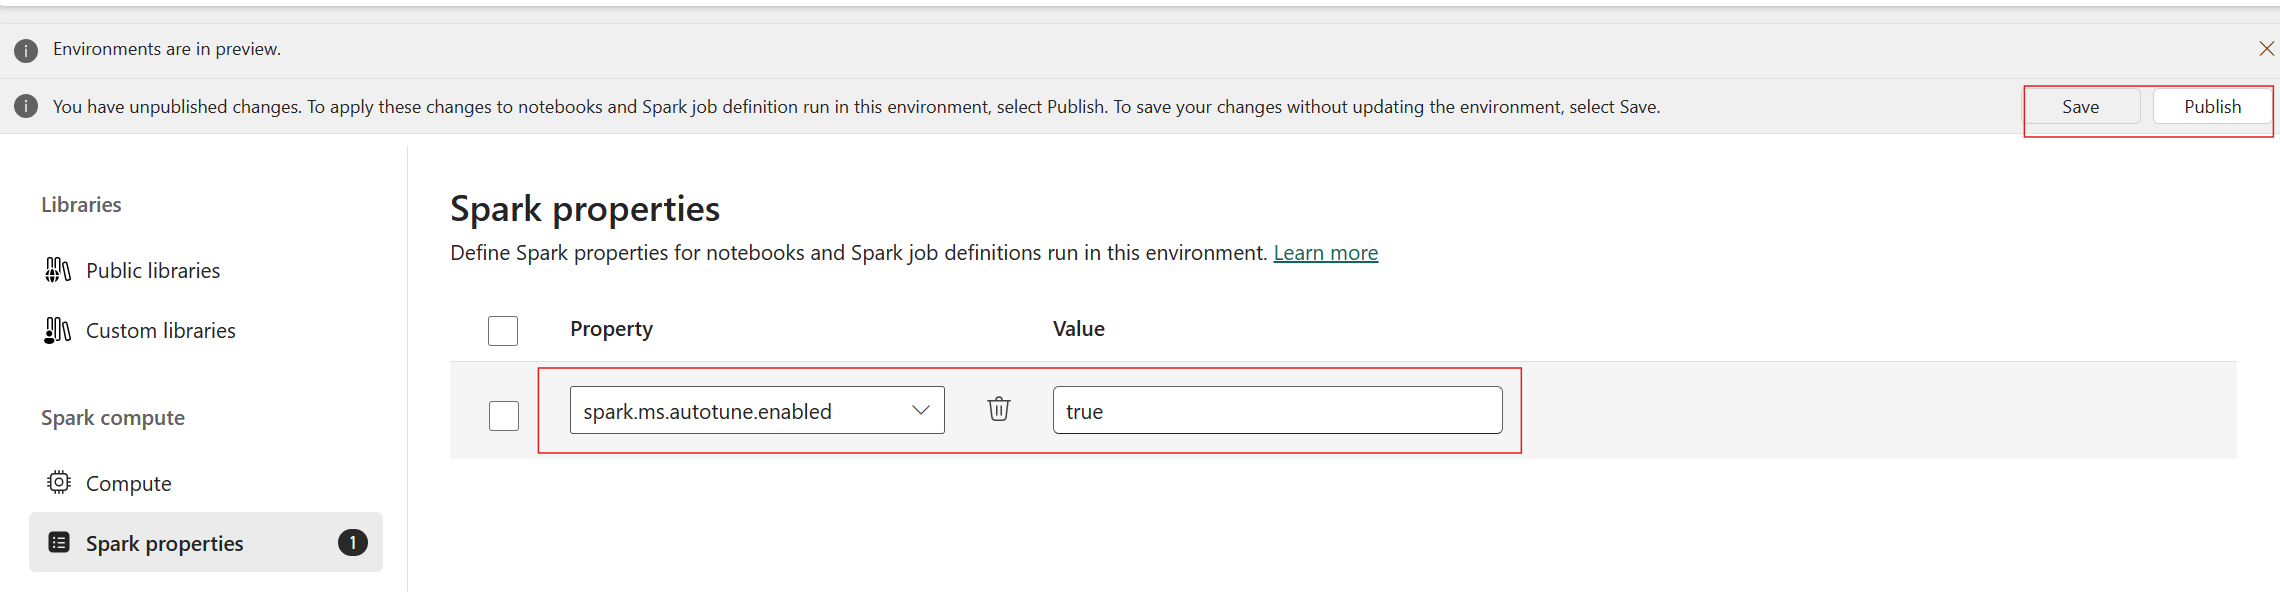 Environments are in preview.
You have unpublished changes. To apply these changes to notebooks and Spark job definition run in this environment, select Publish. To save your changes without updating the environment, select Save.
Save
Publish
Libraries
Public libraries
Custom libraries
Spark compute
Compute
Spark properties
1
Spark properties
Define Spark properties for notebooks and Spark job definitions run in this environment. Learn more
Property
Value
spark.ms.autotune.enabled
true